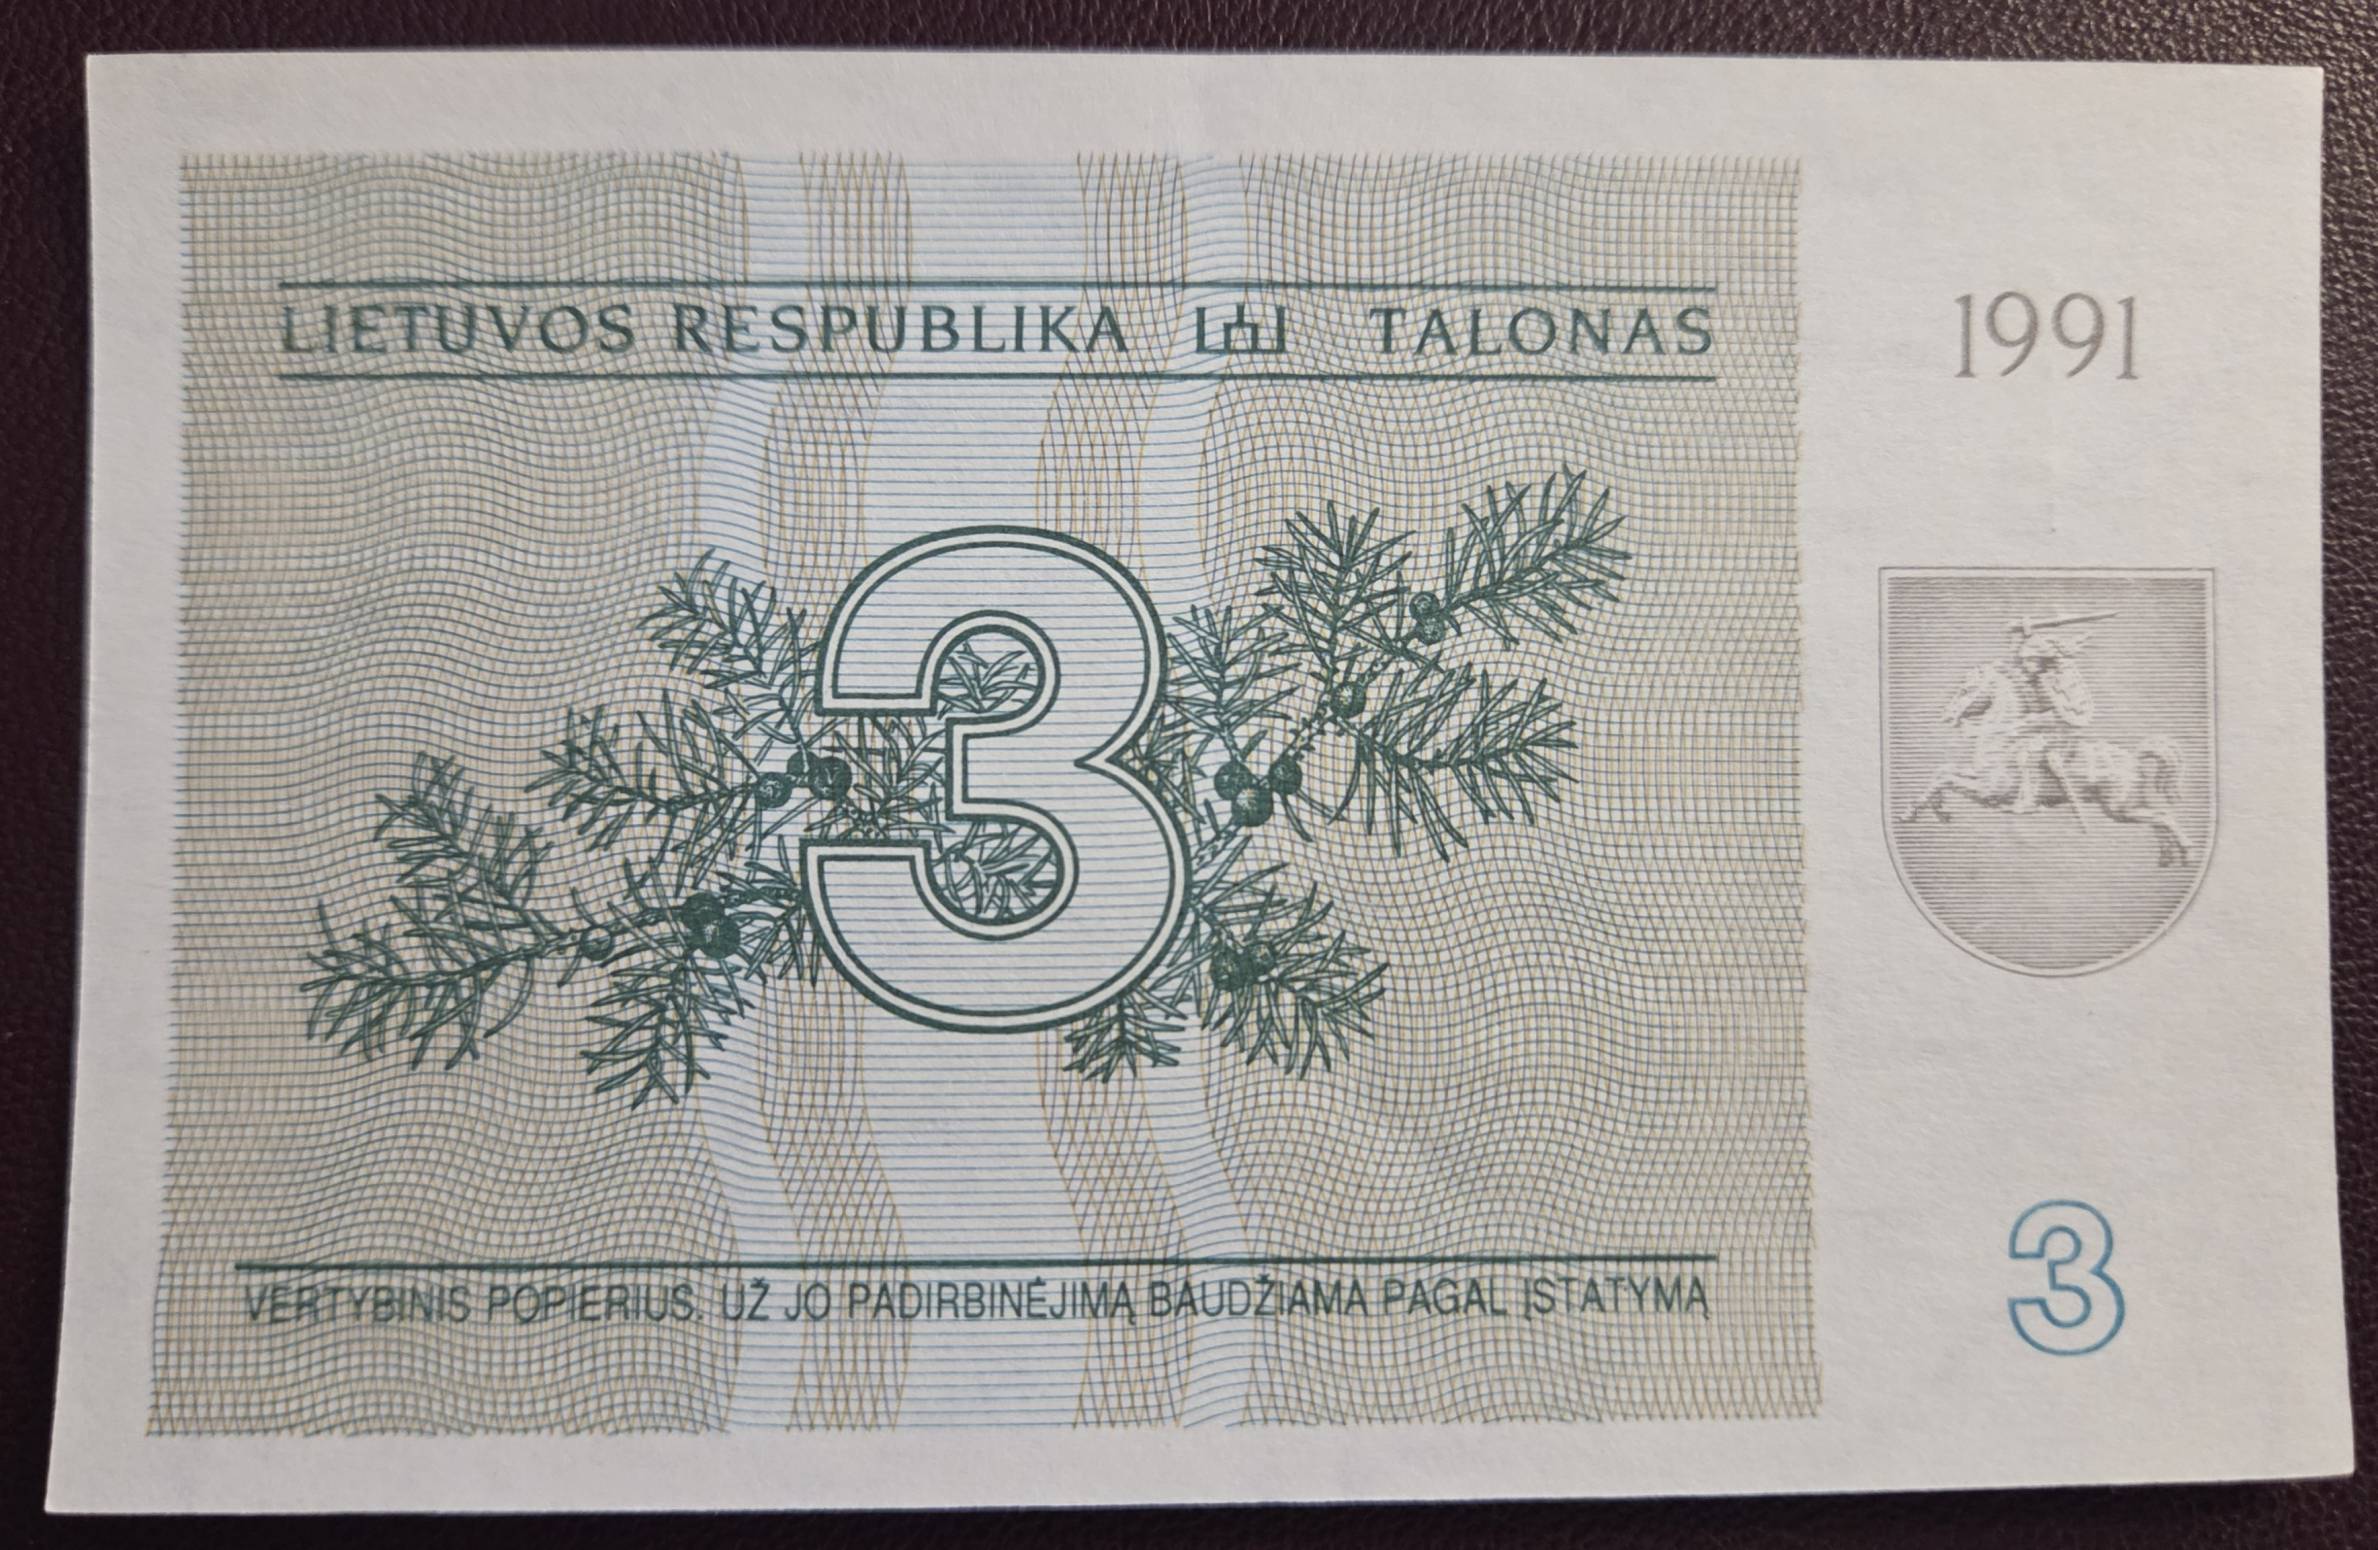 LIETUVOS RESPUBLIKA TALONAS
1991
3
3
VERTYBINIS POPIERIUS. UŽ JO PADIRBINĖJIMĄ BAUDŽIAMA PAGAL ĮSTATYMĄ